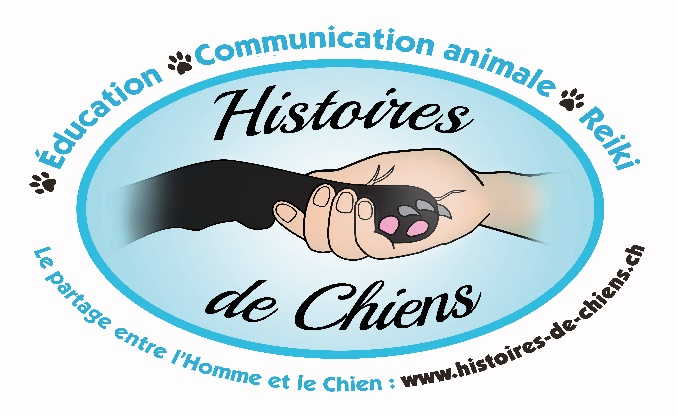 Éducation Communication animale Reiki
Histoires
de Chiens
Le partage entre l'Homme et le Chien : www.histoires-de-chiens.ch